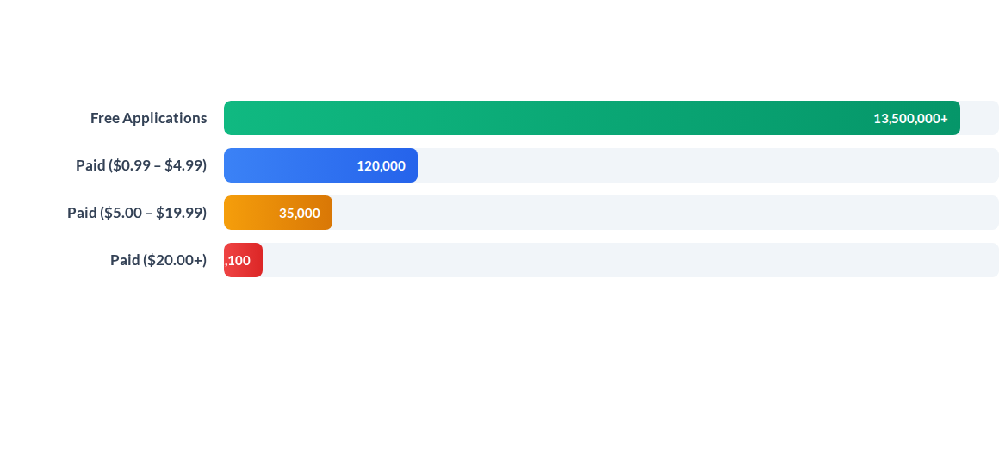 Free Applications 13,500,000+
Paid ($0.99 – $4.99) 120,000
Paid ($5.00 – $19.99) 35,000
Paid ($20.00+) ,100